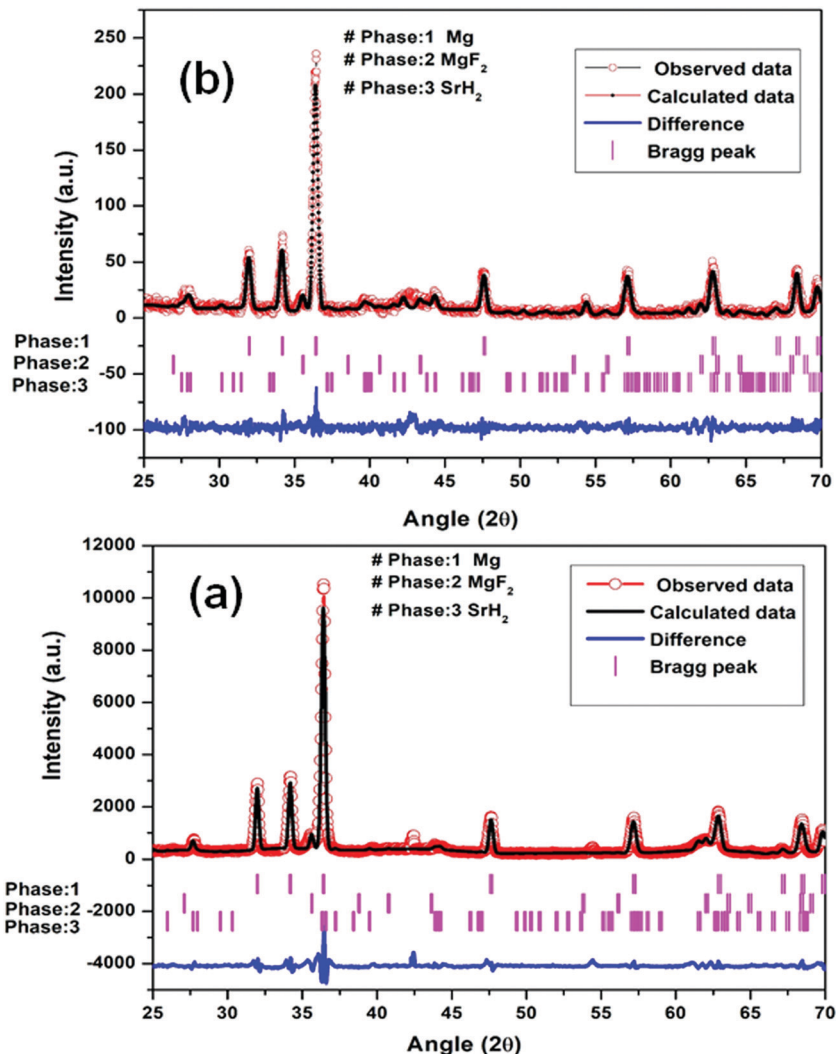 (b)
# Phase:1 Mg
# Phase:2 MgF₂
# Phase:3 SrH₂
Observed data
Calculated data
Difference
Bragg peak
Intensity (a.u.)
250
200
150
100
50
0
-50
-100
Phase:1
Phase:2
Phase:3
25 30 35 40 45 50 55 60 65 70
Angle (2θ)
(a)
# Phase:1 Mg
# Phase:2 MgF₂
# Phase:3 SrH₂
Observed data
Calculated data
Difference
Bragg peak
Intensity (a.u.)
12000
10000
8000
6000
4000
2000
0
-2000
-4000
Phase:1
Phase:2
Phase:3
25 30 35 40 45 50 55 60 65 70
Angle (2θ)